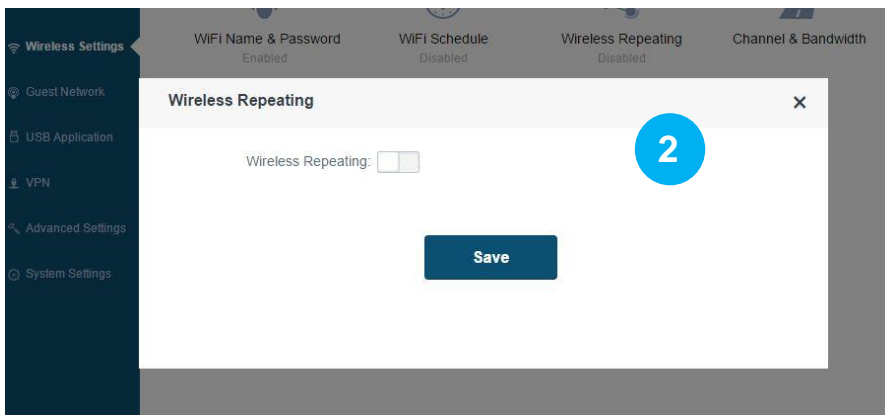 WiFi Name & Password WiFi Schedule Wireless Repeating Channel & Bandwidth
Enabled Disabled Disabled
Wireless Settings
Guest Network
USB Application
VPN
Advanced Settings
System Settings
Wireless Repeating ×
2
Wireless Repeating:
Save